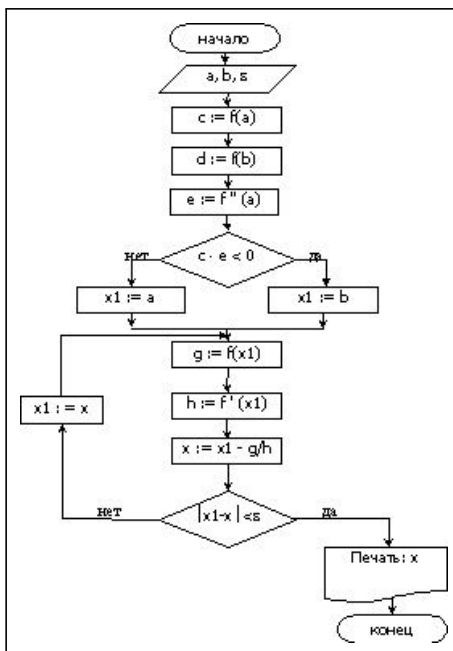 начало
a, b, ε
c := f(a)
d := f(b)
e := f '' (a)
нет
c · e < 0
да
x1 := a
x1 := b
g := f(x1)
x1 := x
h := f ' (x1)
x := x1 - g/h
нет
|x1-x| <ε
да
Печать: x
конец